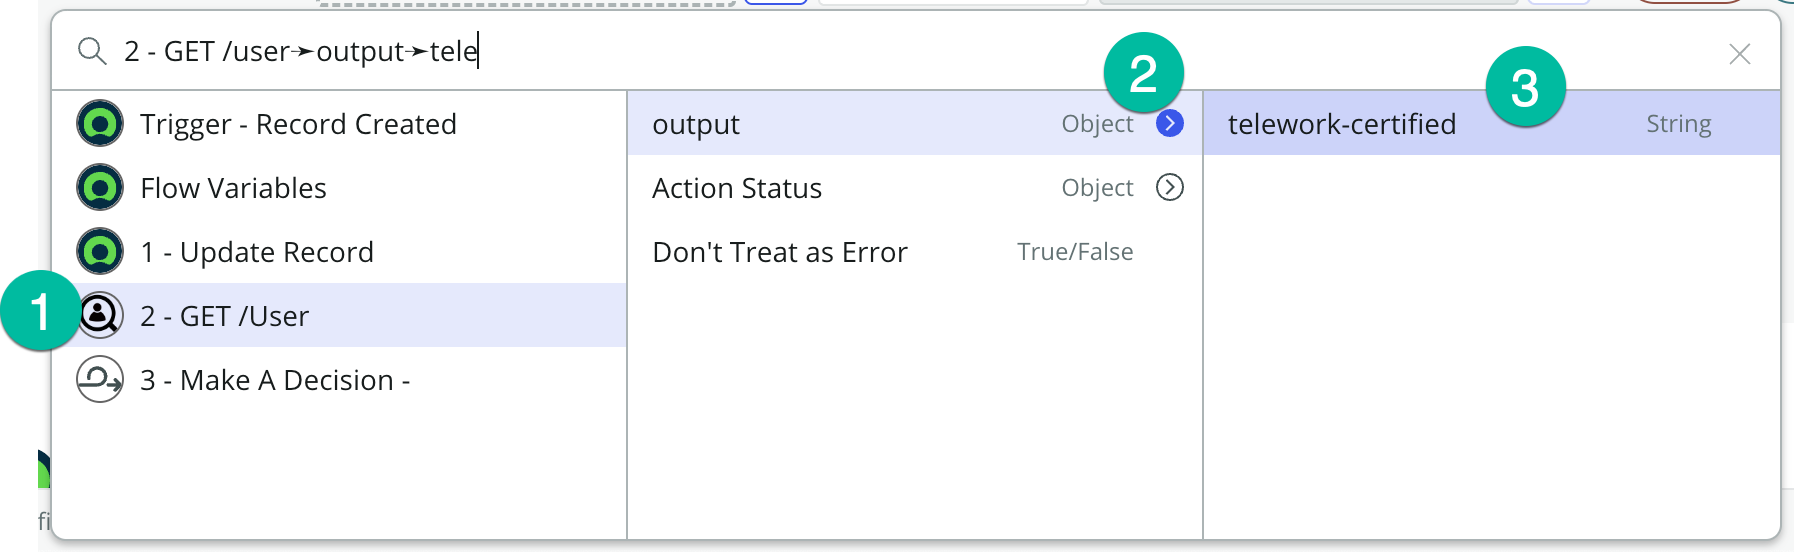 2 - GET /user→output→tele
2
3
Trigger - Record Created
output
Object
telework-certified
String
Flow Variables
Action Status
Object
1 - Update Record
Don't Treat as Error
True/False
1
2 - GET /User
3 - Make A Decision -
fi